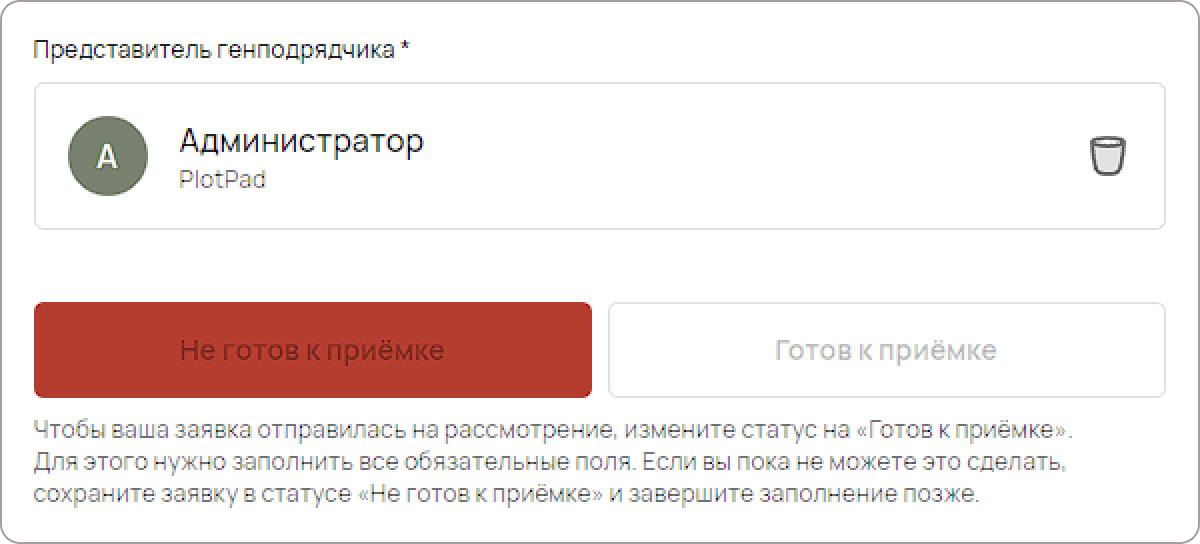 Представитель генподрядчика *
А
Администратор
PlotPad
Не готов к приёмке
Готов к приёмке
Чтобы ваша заявка отправилась на рассмотрение, измените статус на «Готов к приёмке».
Для этого нужно заполнить все обязательные поля. Если вы пока не можете это сделать,
сохраните заявку в статусе «Не готов к приёмке» и завершите заполнение позже.